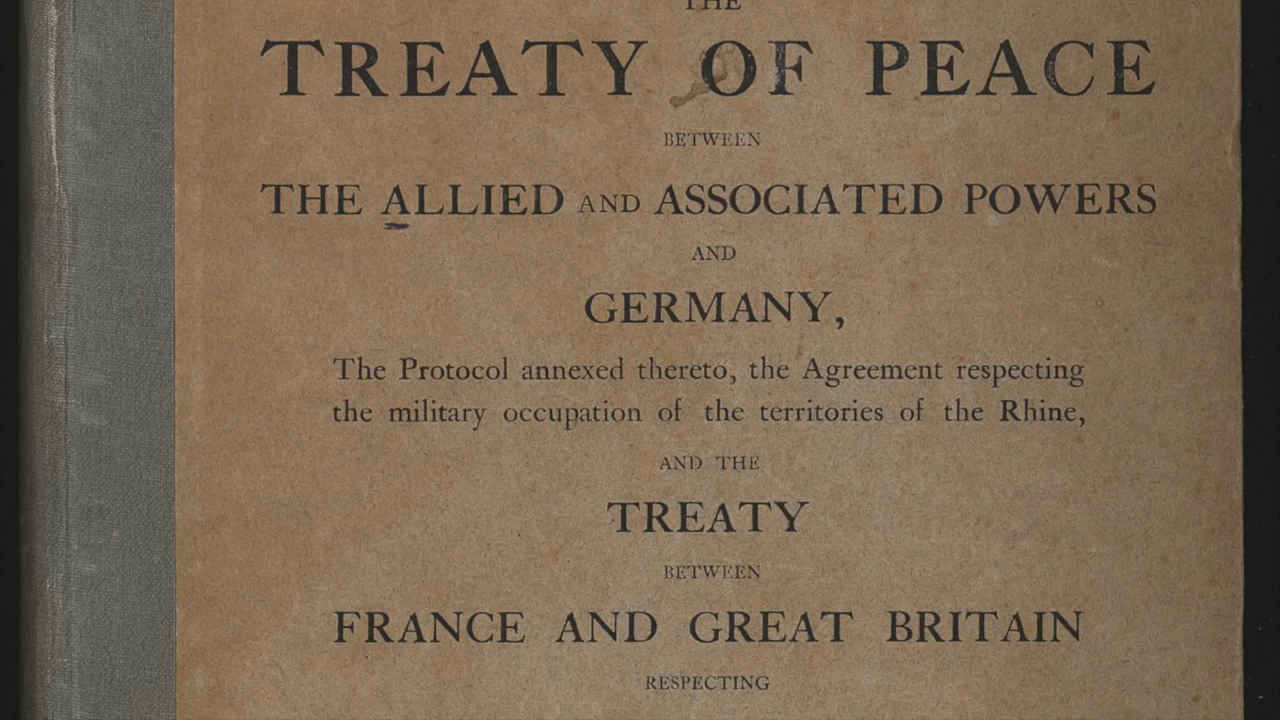 THE
TREATY OF PEACE
BETWEEN
THE ALLIED AND ASSOCIATED POWERS
AND
GERMANY,
The Protocol annexed thereto, the Agreement respecting
the military occupation of the territories of the Rhine,
AND THE
TREATY
BETWEEN
FRANCE AND GREAT BRITAIN
RESPECTING